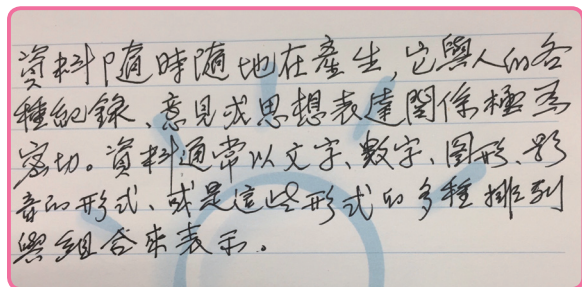 資料隨時隨地在產生,它與人的各
種紀錄、意見或思想表達關係極為
密切。資料通常以文字、數字、圖形、影
音的形式、或是這些形式的多種排列
與組合來表示。